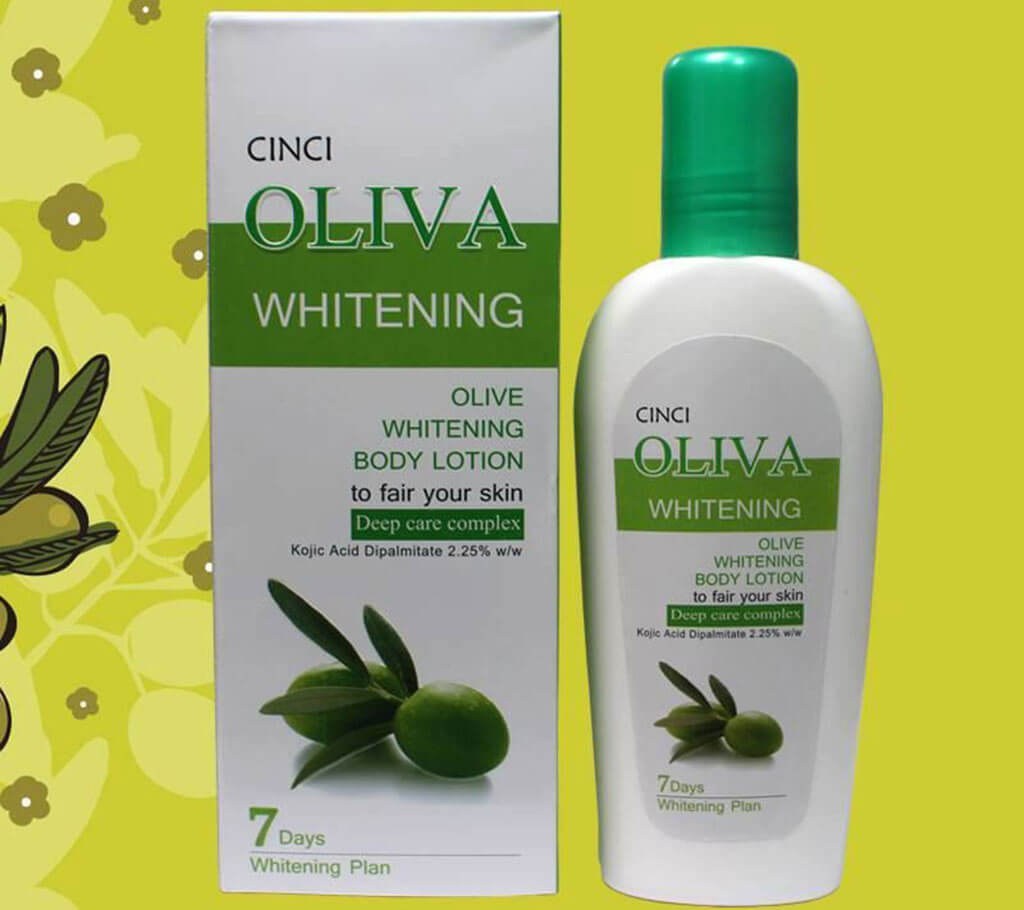 CINCI
OLIVA
WHITENING
OLIVE
WHITENING
BODY LOTION
to fair your skin
Deep care complex
Kojic Acid Dipalmitate 2.25% w/w
7 Days
Whitening Plan
CINCI
OLIVA
WHITENING
OLIVE
WHITENING
BODY LOTION
to fair your skin
Deep care complex
Kojic Acid Dipalmitate 2.25% w/w
7 Days
Whitening Plan